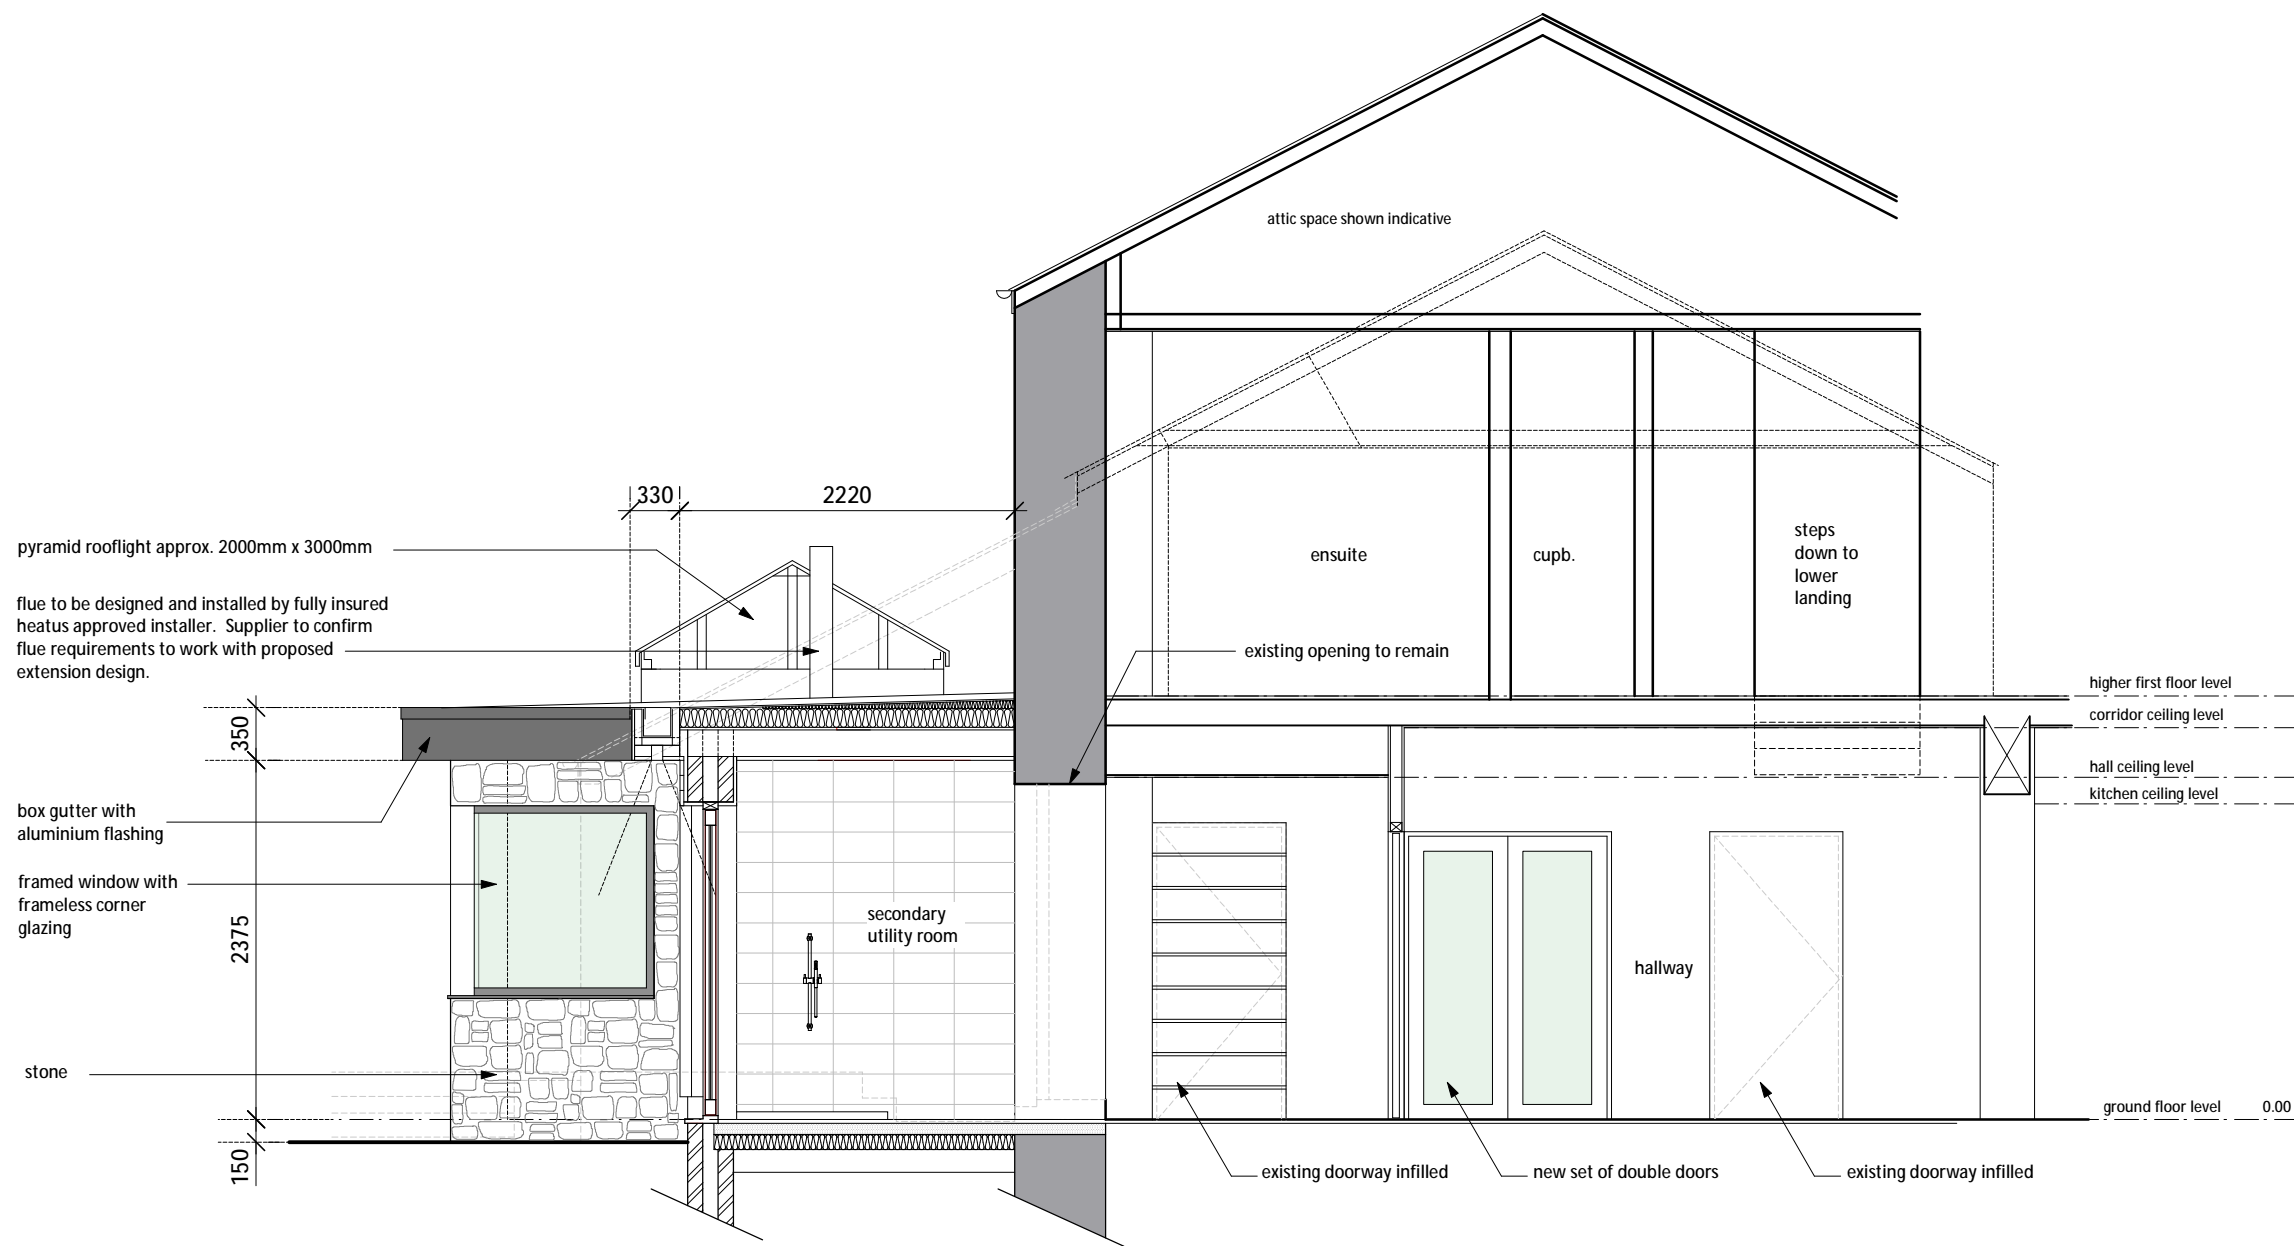 attic space shown indicative
330
2220
pyramid rooflight approx. 2000mm x 3000mm
flue to be designed and installed by fully insured
heatus approved installer.  Supplier to confirm
flue requirements to work with proposed
extension design.
ensuite
cupb.
steps
down to
lower
landing
existing opening to remain
higher first floor level
corridor ceiling level
hall ceiling level
kitchen ceiling level
350
box gutter with
aluminium flashing
framed window with
frameless corner
glazing
2375
secondary
utility room
hallway
stone
ground floor level 0.00
150
existing doorway infilled
new set of double doors
existing doorway infilled